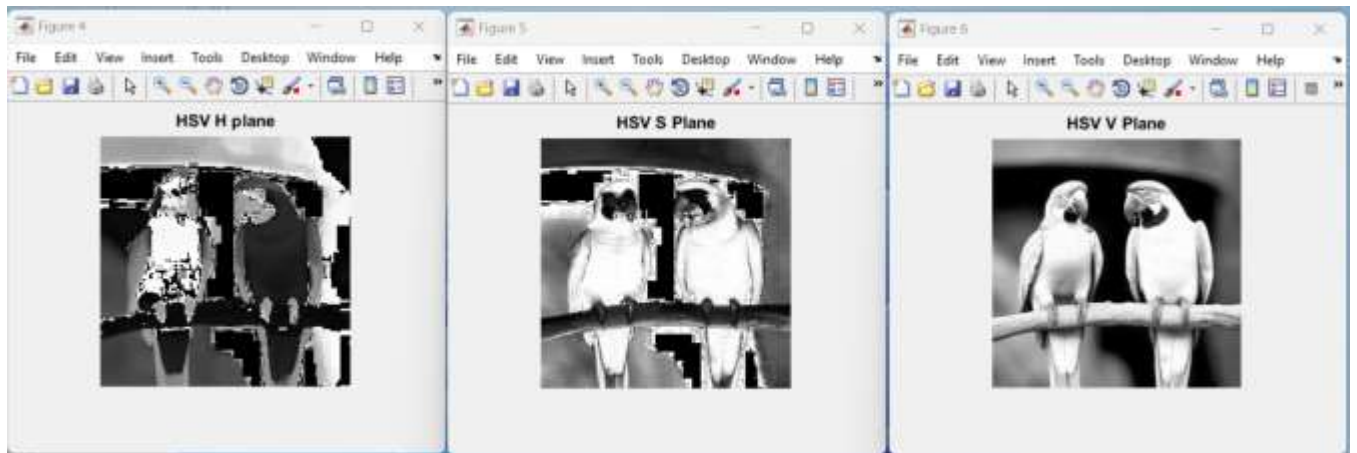 Figure 4
File Edit View Insert Tools Desktop Window Help
HSV H plane
Figure 5
File Edit View Insert Tools Desktop Window Help
HSV S Plane
Figure 6
File Edit View Insert Tools Desktop Window Help
HSV V Plane